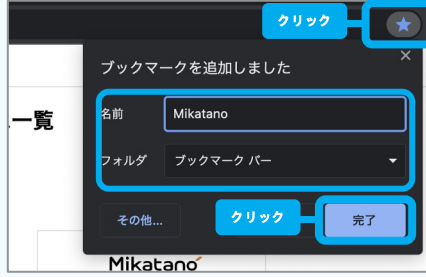 クリック
ブックマークを追加しました
一覧
名前
Mikatano
フォルダ
ブックマーク バー
その他...
クリック
完了
Mikatano